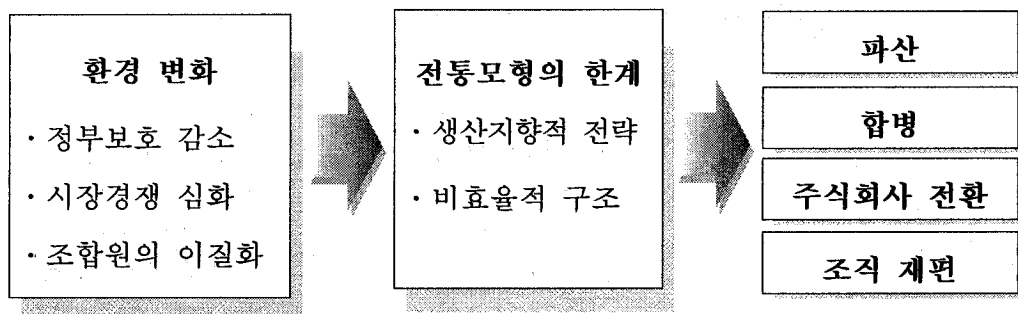 환경 변화
· 정부보호 감소
· 시장경쟁 심화
· 조합원의 이질화
전통모형의 한계
· 생산지향적 전략
· 비효율적 구조
파산
합병
주식회사 전환
조직 재편